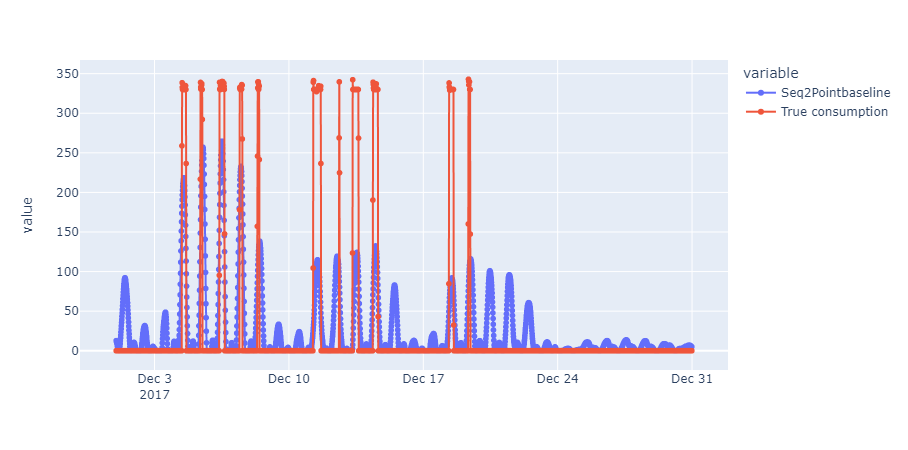 variable
Seq2Pointbaseline
True consumption
value
350
300
250
200
150
100
50
0
Dec 3
2017
Dec 10
Dec 17
Dec 24
Dec 31